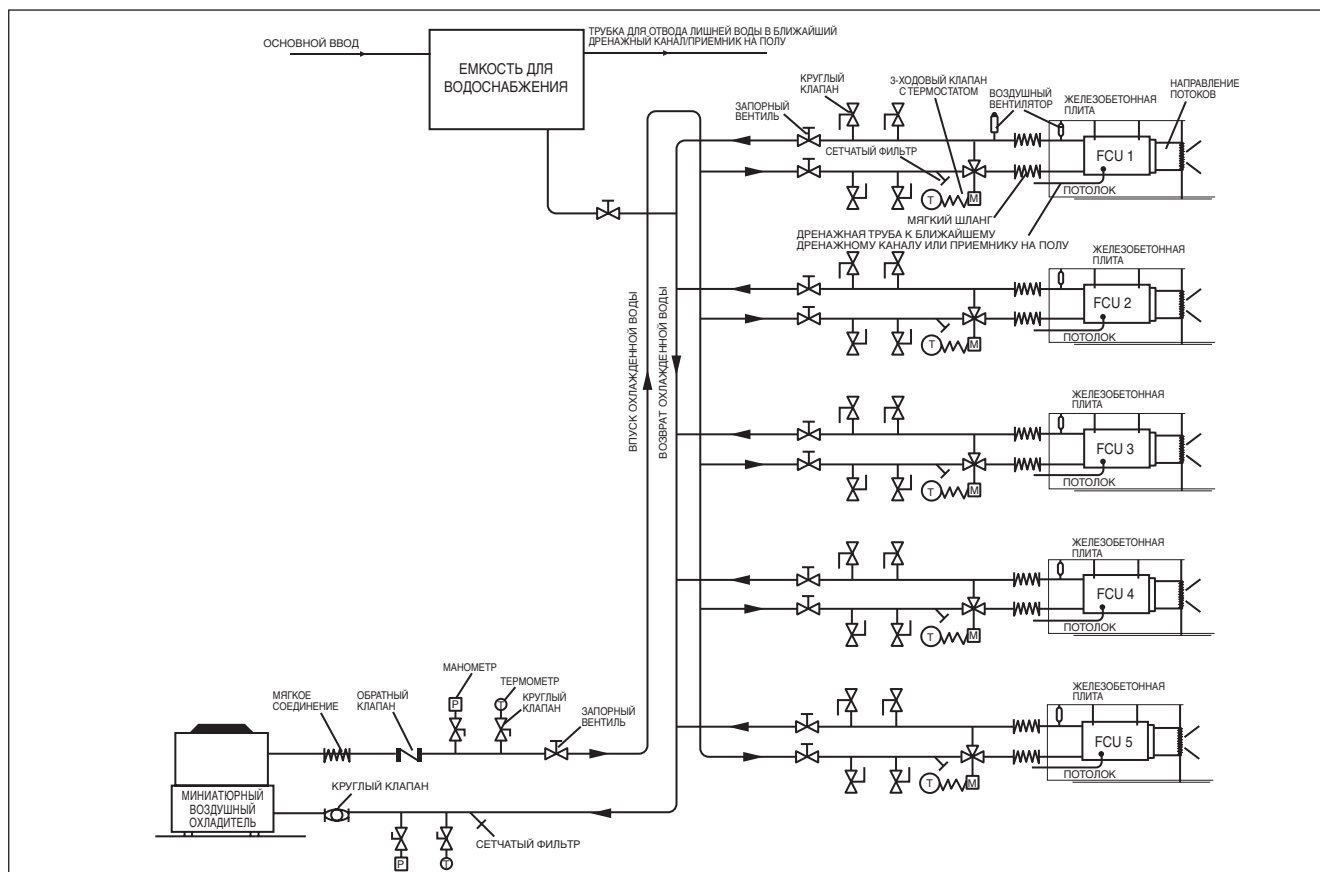 ОСНОВНОЙ ВВОД
ТРУБКА ДЛЯ ОТВОДА ЛИШНЕЙ ВОДЫ В БЛИЖАЙШИЙ
ДРЕНАЖНЫЙ КАНАЛ/ПРИЕМНИК НА ПОЛУ
ЕМКОСТЬ ДЛЯ
ВОДОСНАБЖЕНИЯ
ЗАПОРНЫЙ
ВЕНТИЛЬ
КРУГЛЫЙ
КЛАПАН
3-ХОДОВЫЙ КЛАПАН
С ТЕРМОСТАТОМ
ВОЗДУШНЫЙ
ВЕНТИЛЯТОР
ЖЕЛЕЗОБЕТОННАЯ
ПЛИТА
НАПРАВЛЕНИЕ
ПОТОКОВ
FCU 1
СЕТЧАТЫЙ ФИЛЬТР
T
M
ПОТОЛОК
МЯГКИЙ ШЛАНГ
ДРЕНАЖНАЯ ТРУБА К БЛИЖАЙШЕМУ
ДРЕНАЖНОМУ КАНАЛУ ИЛИ ПРИЕМНИКУ НА ПОЛУ
ЖЕЛЕЗОБЕТОННАЯ
ПЛИТА
FCU 2
T
M
ПОТОЛОК
ВПУСК ОХЛАЖДЕННОЙ ВОДЫ
ВОЗВРАТ ОХЛАЖДЕННОЙ ВОДЫ
ЖЕЛЕЗОБЕТОННАЯ
ПЛИТА
FCU 3
T
M
ПОТОЛОК
ЖЕЛЕЗОБЕТОННАЯ
ПЛИТА
FCU 4
T
M
ПОТОЛОК
ЖЕЛЕЗОБЕТОННАЯ
ПЛИТА
FCU 5
T
M
ПОТОЛОК
МЯГКОЕ
СОЕДИНЕНИЕ
ОБРАТНЫЙ
КЛАПАН
МАНОМЕТР
P
ТЕРМОМЕТР
T
КРУГЛЫЙ
КЛАПАН
ЗАПОРНЫЙ
ВЕНТИЛЬ
МИНИАТЮРНЫЙ
ВОЗДУШНЫЙ
ОХЛАДИТЕЛЬ
КРУГЛЫЙ КЛАПАН
СЕТЧАТЫЙ ФИЛЬТР
P
T